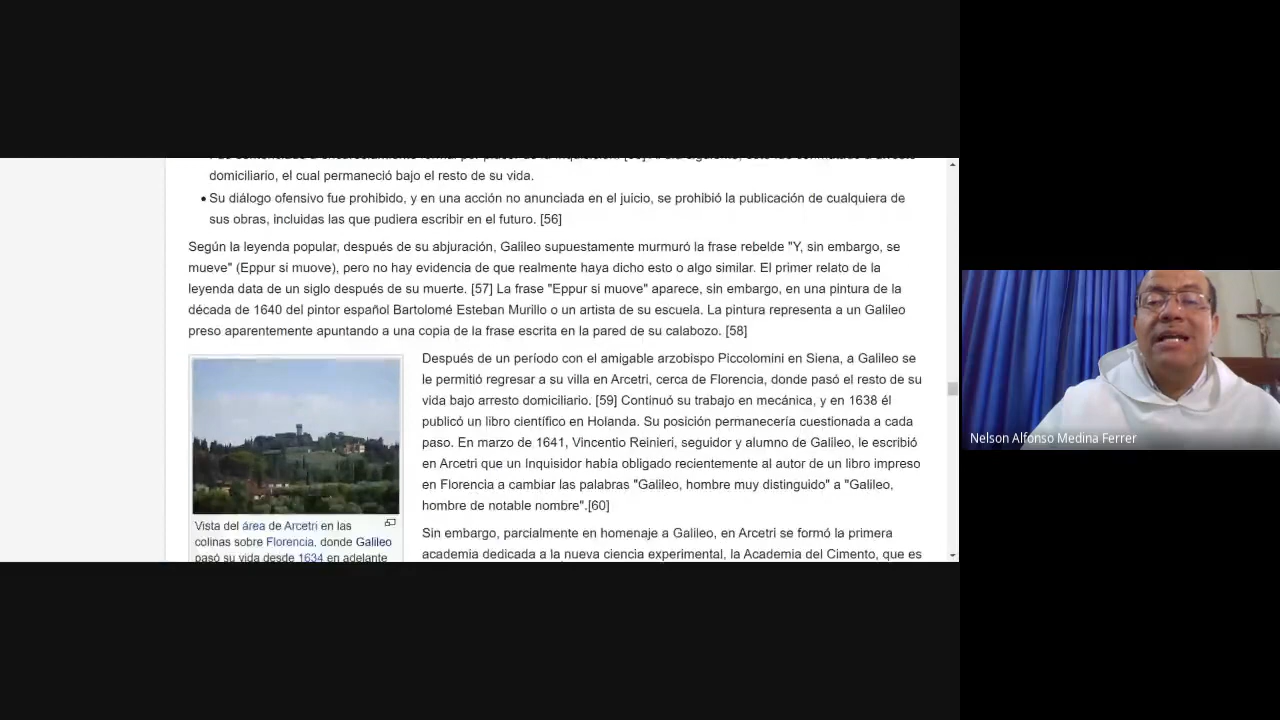 domiciliario, el cual permaneció bajo el resto de su vida.
• Su diálogo ofensivo fue prohibido, y en una acción no anunciada en el juicio, se prohibió la publicación de cualquiera de
sus obras, incluidas las que pudiera escribir en el futuro. [56]
Según la leyenda popular, después de su abjuración, Galileo supuestamente murmuró la frase rebelde "Y, sin embargo, se
mueve" (Eppur si muove), pero no hay evidencia de que realmente haya dicho esto o algo similar. El primer relato de la
leyenda data de un siglo después de su muerte. [57] La frase "Eppur si muove" aparece, sin embargo, en una pintura de la
década de 1640 del pintor español Bartolomé Esteban Murillo o un artista de su escuela. La pintura representa a un Galileo
preso aparentemente apuntando a una copia de la frase escrita en la pared de su calabozo. [58]
Después de un período con el amigable arzobispo Piccolomini en Siena, a Galileo se
le permitió regresar a su villa en Arcetri, cerca de Florencia, donde pasó el resto de su
vida bajo arresto domiciliario. [59] Continuó su trabajo en mecánica, y en 1638 él
publicó un libro científico en Holanda. Su posición permanecería cuestionada a cada
paso. En marzo de 1641, Vincentio Reinieri, seguidor y alumno de Galileo, le escribió
en Arcetri que un Inquisidor había obligado recientemente al autor de un libro impreso
en Florencia a cambiar las palabras "Galileo, hombre muy distinguido" a "Galileo,
hombre de notable nombre".[60]
Sin embargo, parcialmente en homenaje a Galileo, en Arcetri se formó la primera
academia dedicada a la nueva ciencia experimental, la Academia del Cimento, que es
Vista del área de Arcetri en las
colinas sobre Florencia, donde Galileo
pasó su vida desde 1634 en adelante
Nelson Alfonso Medina Ferrer